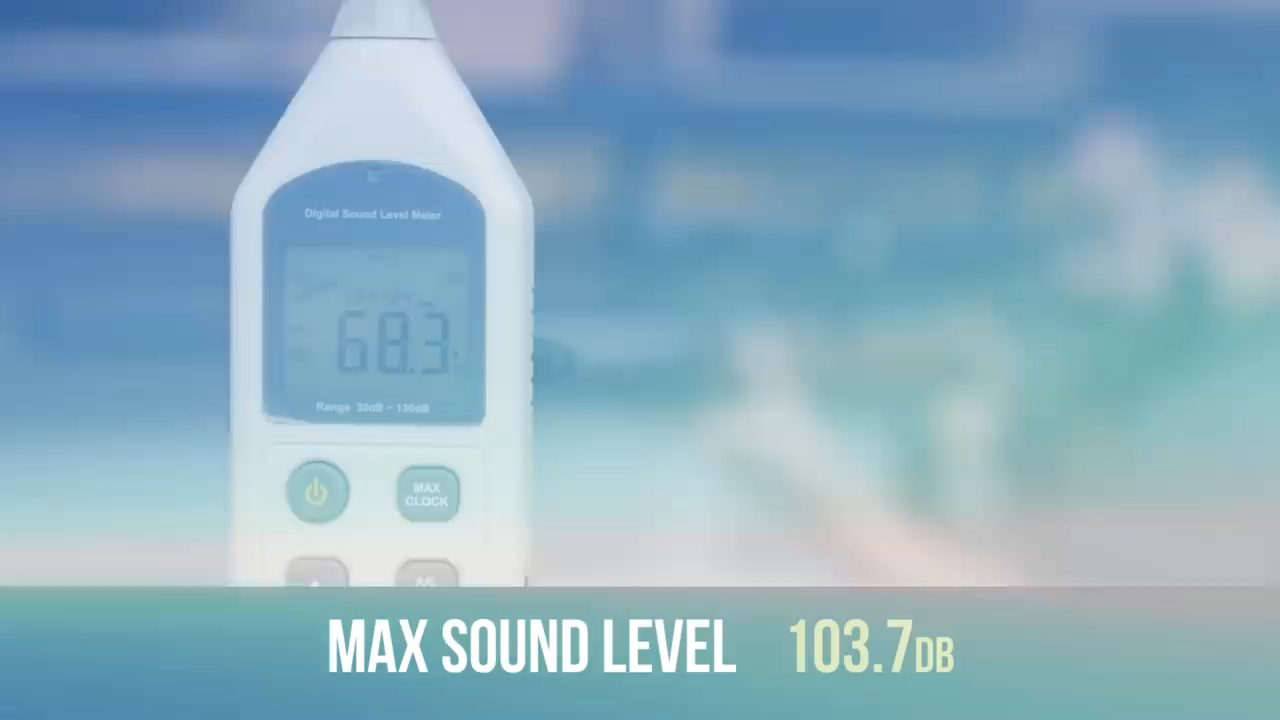 Digital Sound Level Meter
68.3
Range 30dB ~ 130dB
MAX
CLOCK
MAX SOUND LEVEL 103.7DB